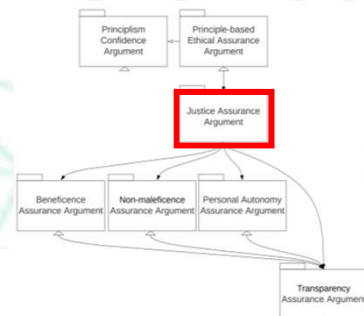 Principlism
Confidence
Argument
Principle-based
Ethical Assurance
Argument
Justice Assurance
Argument
Beneficence
Assurance Argument
Non-maleficence
Assurance Argument
Personal Autonomy
Assurance Argument
Transparency
Assurance Argument